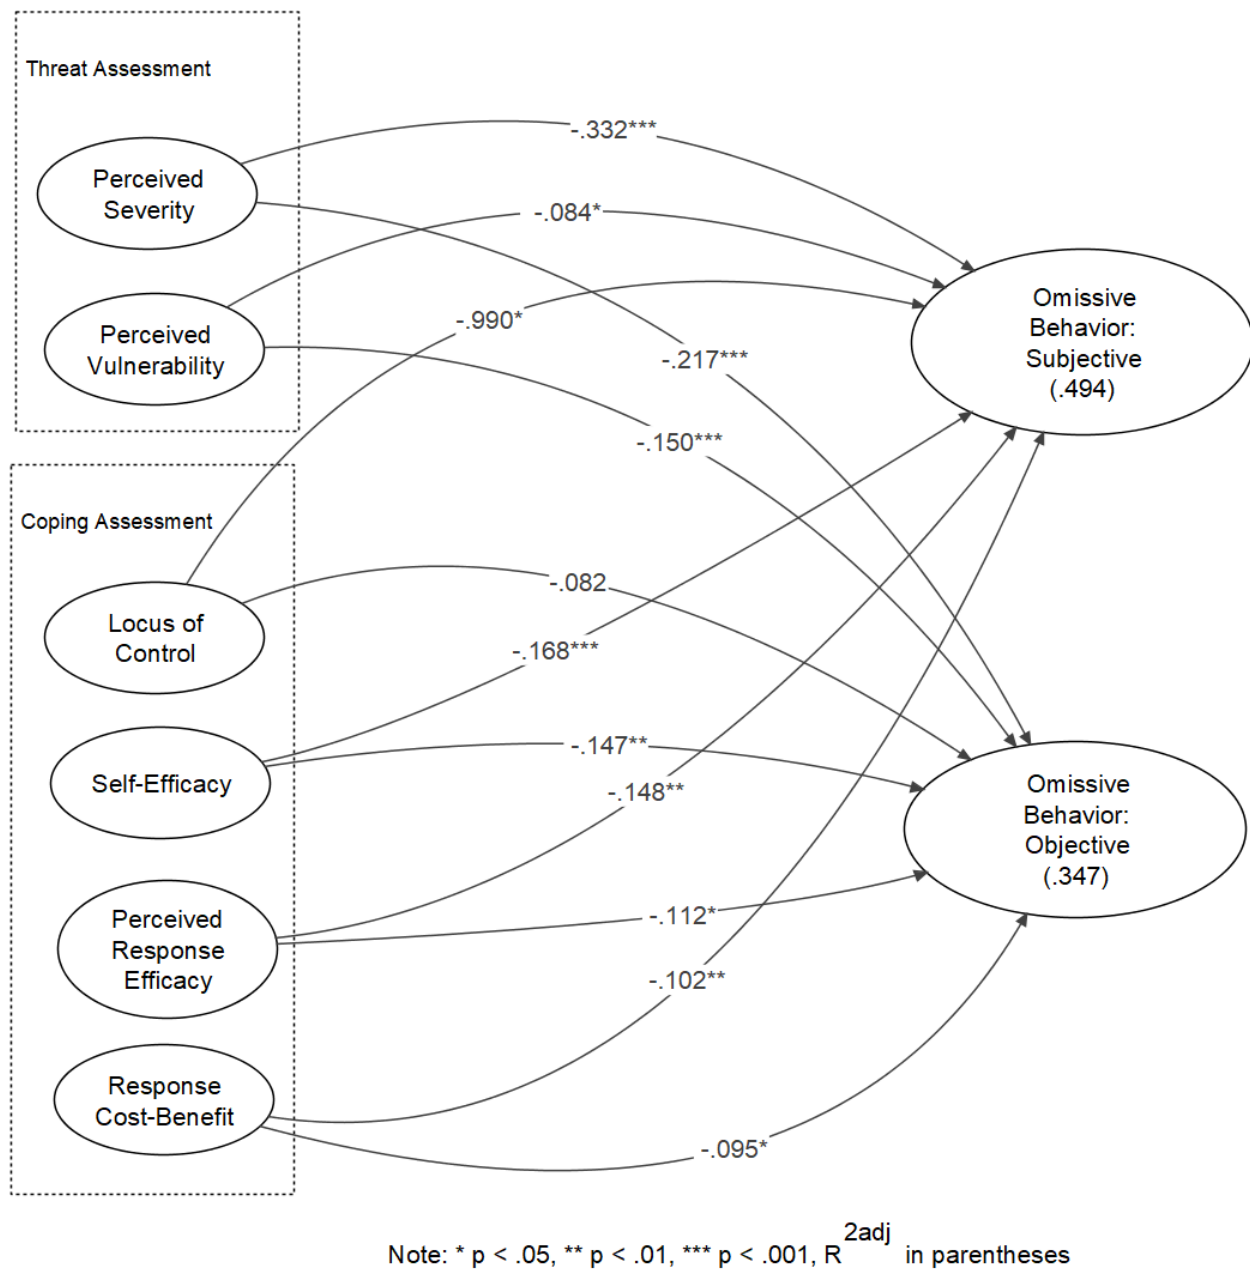 Threat Assessment
Perceived
Severity
Perceived
Vulnerability
Coping Assessment
Locus of
Control
Self-Efficacy
Perceived
Response
Efficacy
Response
Cost-Benefit
-.332***
-.084*
-.990*
-.217***
-.150***
-.082
-.168***
-.147**
-.148**
-.112*
-.102**
-.095*
Omissive
Behavior:
Subjective
(.494)
Omissive
Behavior:
Objective
(.347)
Note: * p < .05, ** p < .01, *** p < .001, R 2adj in parentheses